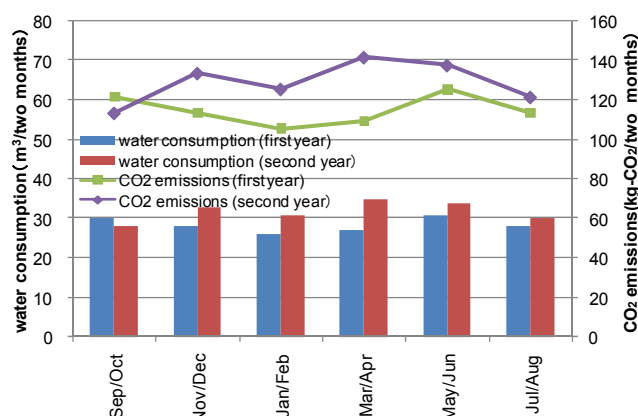 water consumption(m³/two months)
80
70
60
50
40
30
20
10
0
water consumption (first year)
water consumption (second year)
CO2 emissions (first year)
CO2 emissions (second year)
160
140
120
100
80
60
40
20
0
CO2 emissions/(kg-CO2/two months)
Sep/Oct
Nov/Dec
Jan/Feb
Mar/Apr
May/Jun
Jul/Aug